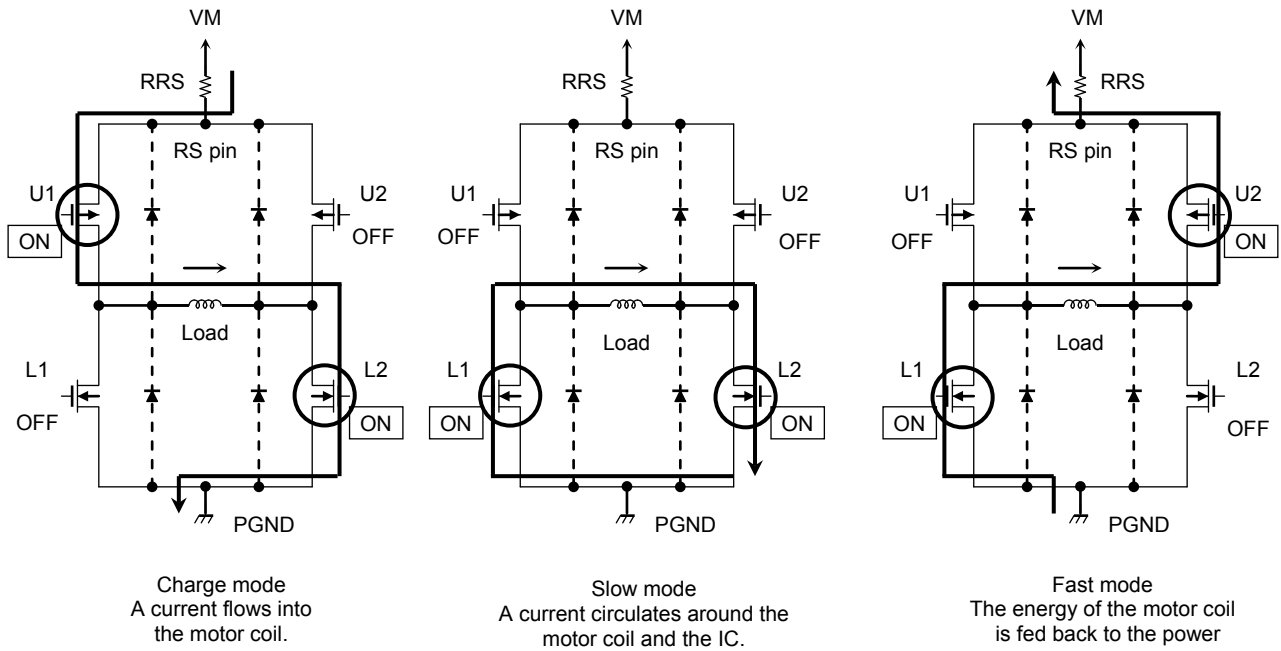 VM
RRS
RS pin
U1
ON
U2
OFF
Load
L1
OFF
L2
ON
PGND
Charge mode
A current flows into
the motor coil.
VM
RRS
RS pin
U1
OFF
U2
OFF
Load
L1
ON
L2
ON
PGND
Slow mode
A current circulates around the
motor coil and the IC.
VM
RRS
RS pin
U1
OFF
U2
ON
Load
L1
ON
L2
OFF
PGND
Fast mode
The energy of the motor coil
is fed back to the power